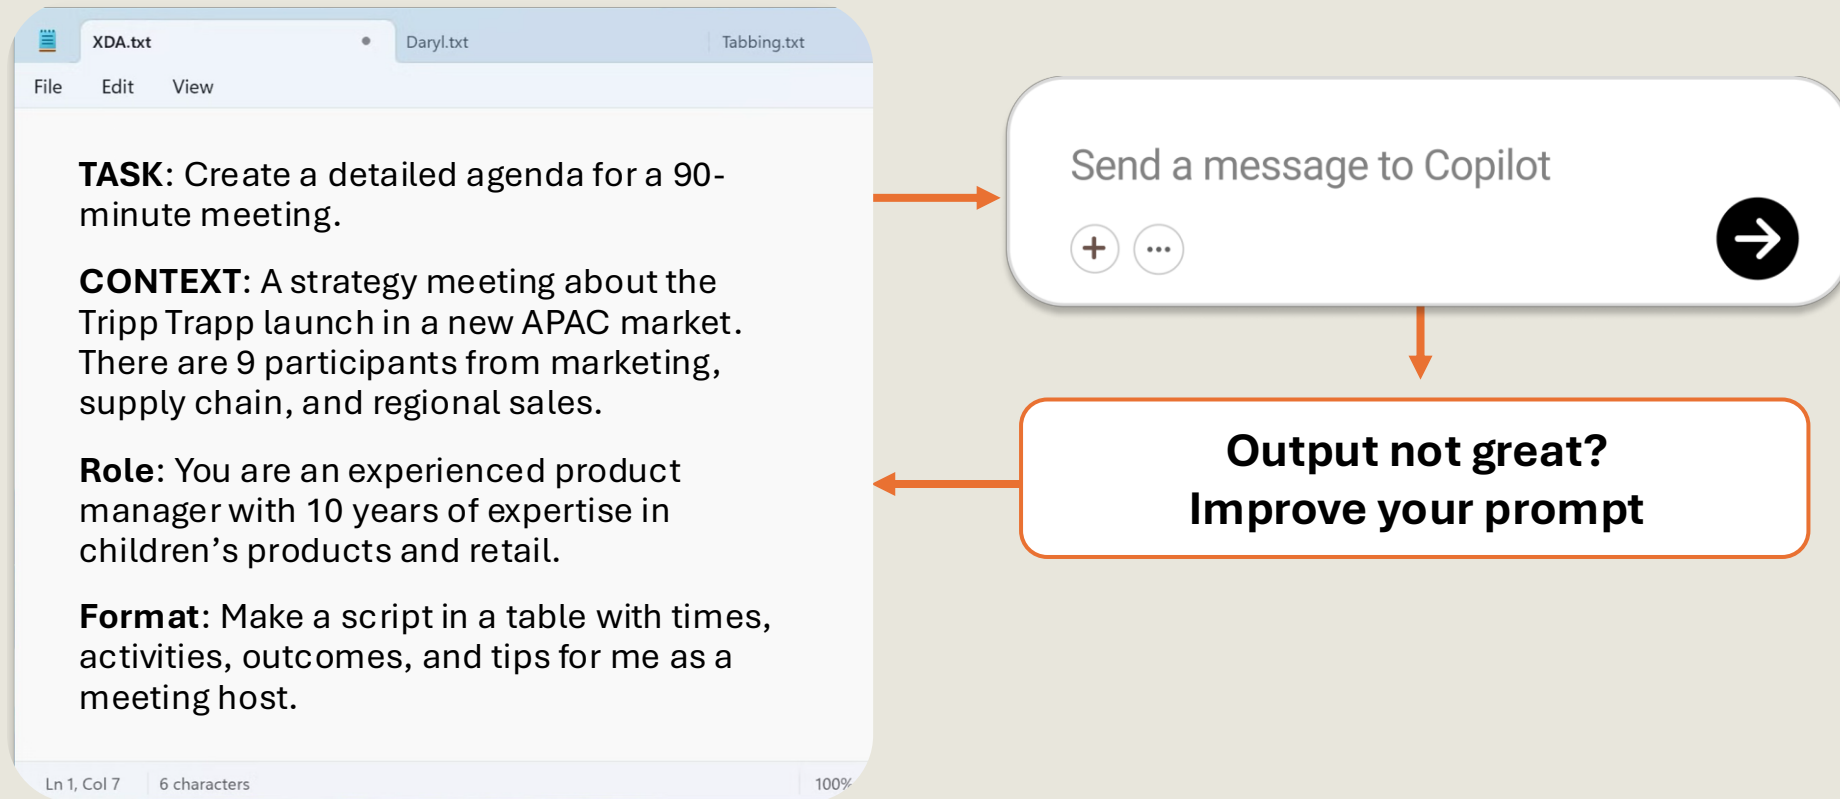 XDA.txt
Daryl.txt
Tabbing.txt
File Edit View
TASK: Create a detailed agenda for a 90-
minute meeting.
CONTEXT: A strategy meeting about the
Tripp Trapp launch in a new APAC market.
There are 9 participants from marketing,
supply chain, and regional sales.
Role: You are an experienced product
manager with 10 years of expertise in
children's products and retail.
Format: Make a script in a table with times,
activities, outcomes, and tips for me as a
meeting host.
Ln 1, Col 7 6 characters 100%
Send a message to Copilot
Output not great?
Improve your prompt